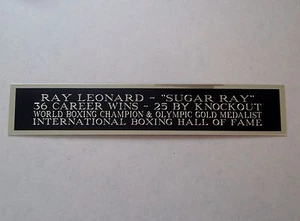 RAY LEONARD - "SUGAR RAY"
36 CAREER WINS - 25 BY KNOCKOUT
WORLD BOXING CHAMPION & OLYMPIC GOLD MEDALIST
INTERNATIONAL BOXING HALL OF FAME